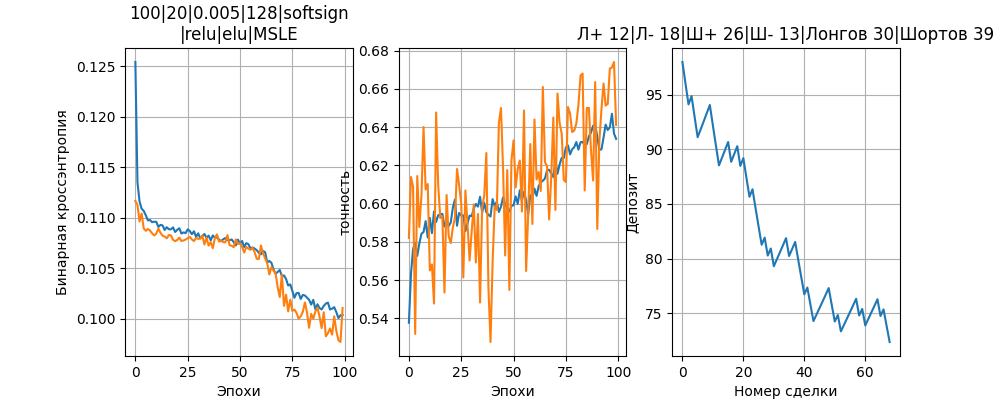 100|20|0.005|128|softsign
|relu|elu|MSLE
Бинарная кроссэнтропия
0.125
0.120
0.115
0.110
0.105
0.100
0 25 50 75 100
Эпохи
точность
0.68
0.66
0.64
0.62
0.60
0.58
0.56
0.54
0 25 50 75 100
Эпохи
Л+ 12|Л- 18|Ш+ 26|Ш- 13|Лонгов 30|Шортов 39
Депозит
95
90
85
80
75
0 20 40 60
Номер сделки